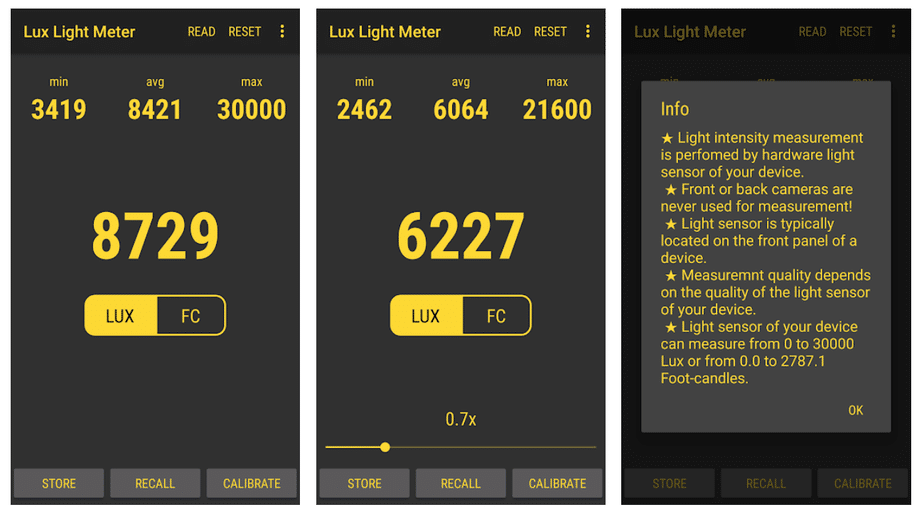 Lux Light Meter READ RESET
min avg max
3419 8421 30000
8729
LUX FC
STORE RECALL CALIBRATE
Lux Light Meter READ RESET
min avg max
2462 6064 21600
6227
LUX FC
0.7x
STORE RECALL CALIBRATE
Lux Light Meter READ RESET
min avg max
Info
★ Light intensity measurement
is perfomed by hardware light
sensor of your device.
★ Front or back cameras are
never used for measurement!
★ Light sensor is typically
located on the front panel of a
device.
★ Measuremnt quality depends
on the quality of the light sensor
of your device.
★ Light sensor of your device
can measure from 0 to 30000
Lux or from 0.0 to 2787.1
Foot-candles.
OK
STORE RECALL CALIBRATE